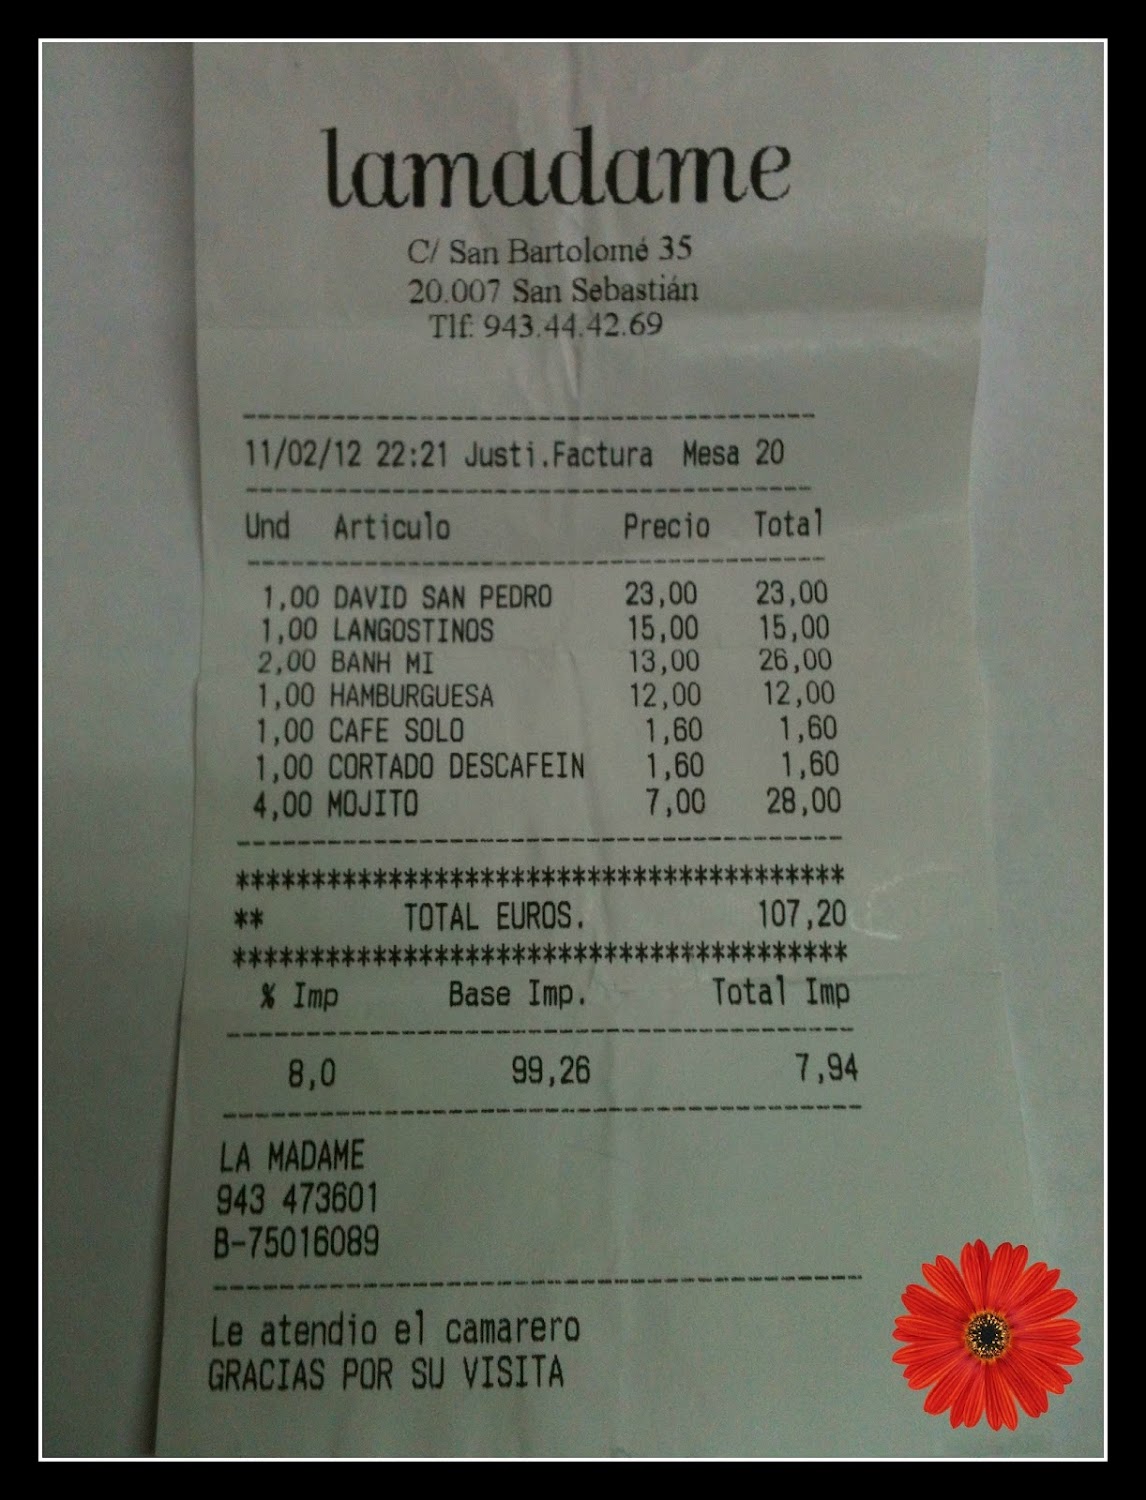 lamadame
C/ San Bartolomé 35
20.007 San Sebastián
Tlf: 943.44.42.69
11/02/12 22:21 Justi.Factura Mesa 20
Und Articulo Precio Total
1,00 DAVID SAN PEDRO 23,00 23,00
1,00 LANGOSTINOS 15,00 15,00
2,00 BANH MI 13,00 26,00
1,00 HAMBURGUESA 12,00 12,00
1,00 CAFE SOLO 1,60 1,60
1,00 CORTADO DESCAFEIN 1,60 1,60
4,00 MOJITO 7,00 28,00
****************************************
** TOTAL EUROS. 107,20
****************************************
% Imp Base Imp. Total Imp
8,0 99,26 7,94
LA MADAME
943 473601
B-75016089
Le atendio el camarero
GRACIAS POR SU VISITA